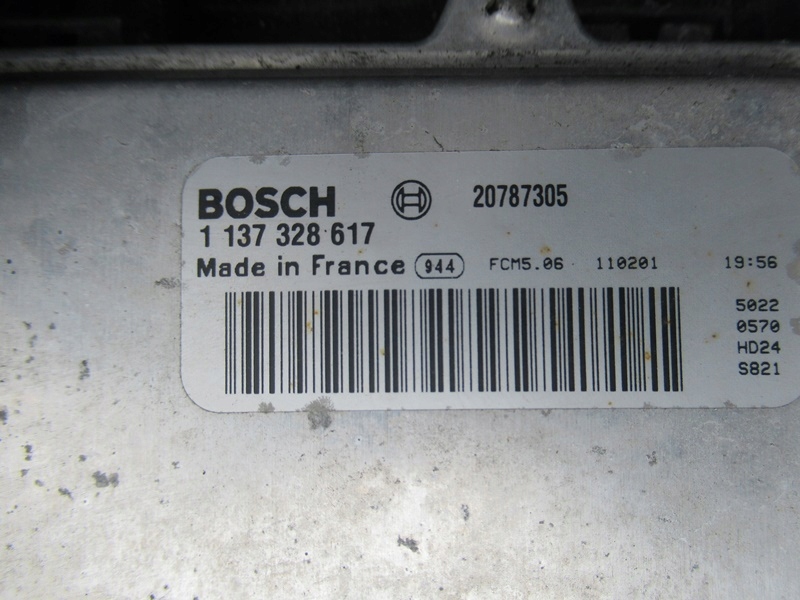 BOSCH 20787305
1 137 328 617
Made in France 944 FCM5.06 110201 19:56
5022
0570
HD24
S821